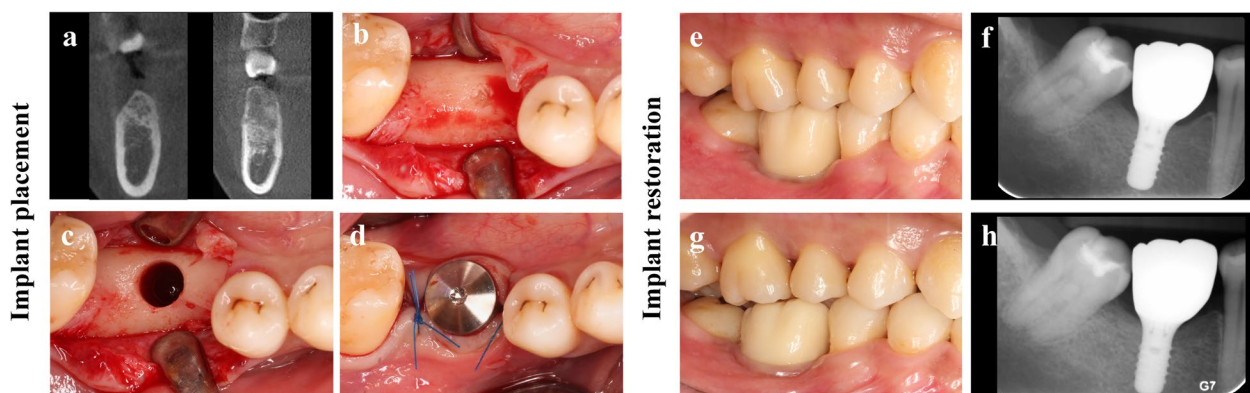 Implant placement
a
b
c
d
Implant restoration
e
f
g
h
G7